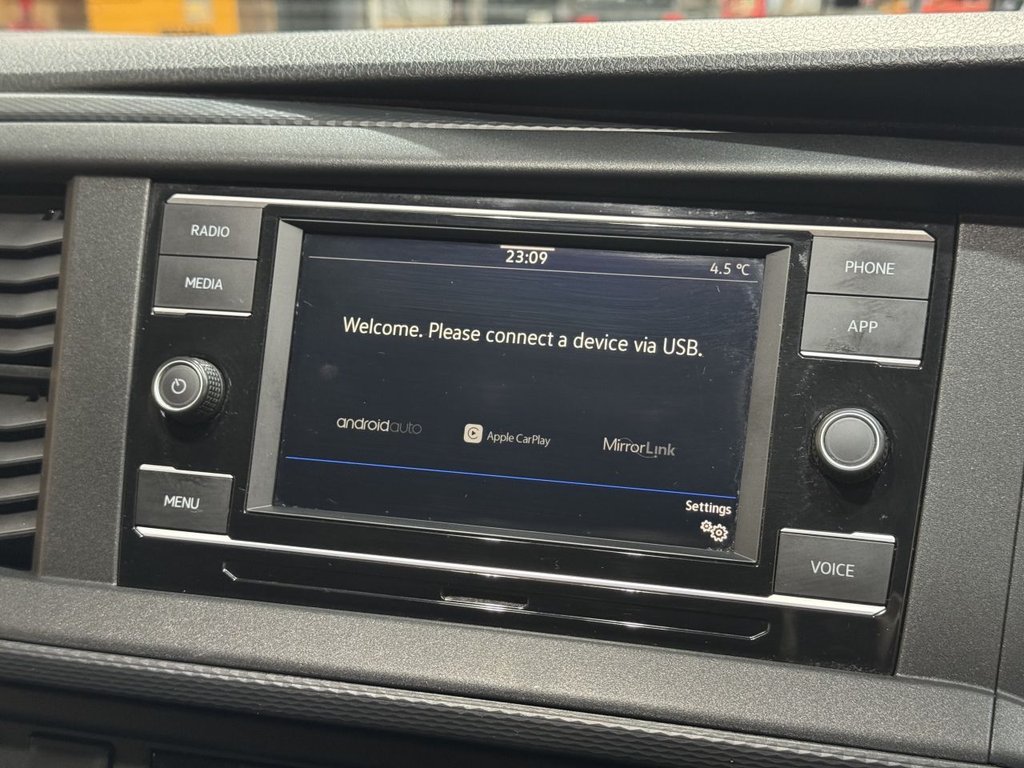 RADIO
MEDIA
MENU
23:09
4.5 °C
Welcome. Please connect a device via USB.
androidauto
Apple CarPlay
MirrorLink
Settings
PHONE
APP
VOICE